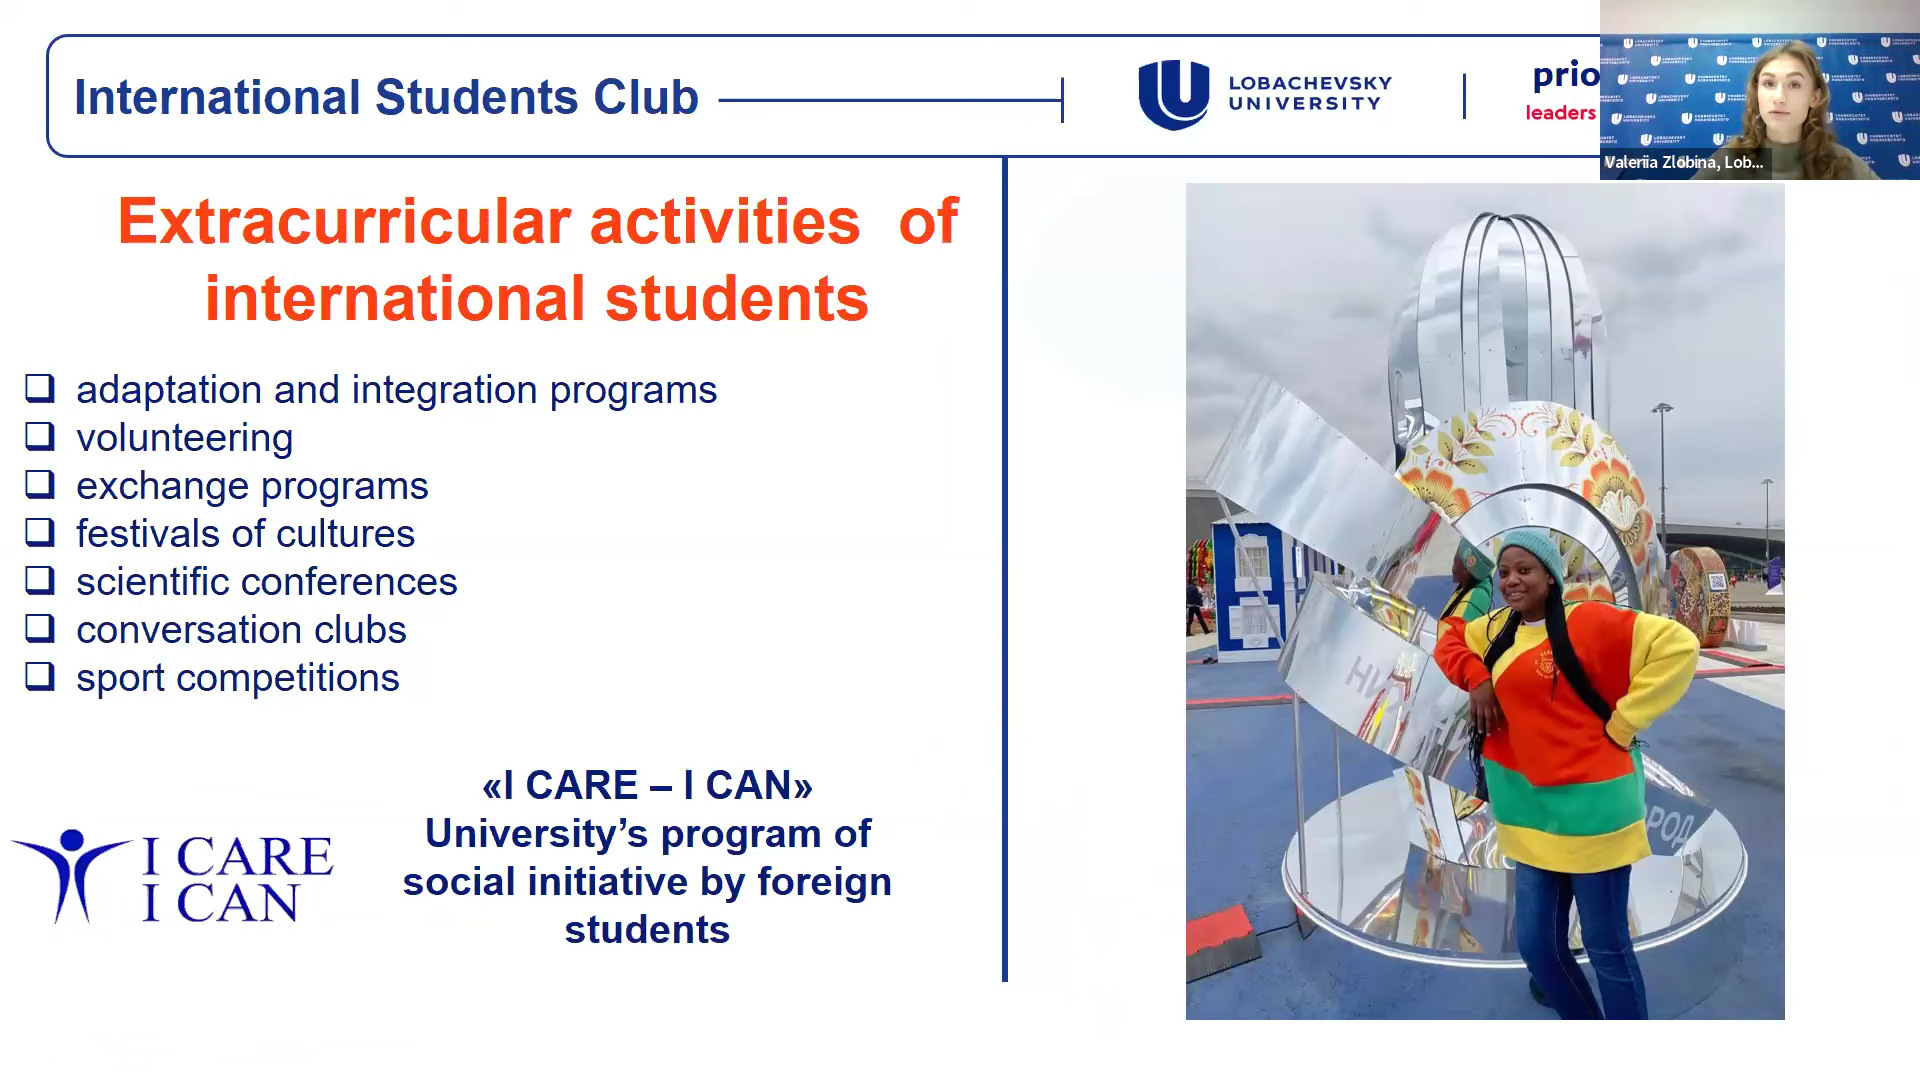 International Students Club
LOBACHEVSKY
UNIVERSITY
prio
leaders
Valeriia Zlobina, Lob...
Extracurricular activities of
international students
adaptation and integration programs
volunteering
exchange programs
festivals of cultures
scientific conferences
conversation clubs
sport competitions
«I CARE – I CAN»
University’s program of
social initiative by foreign
students
I CARE
I CAN